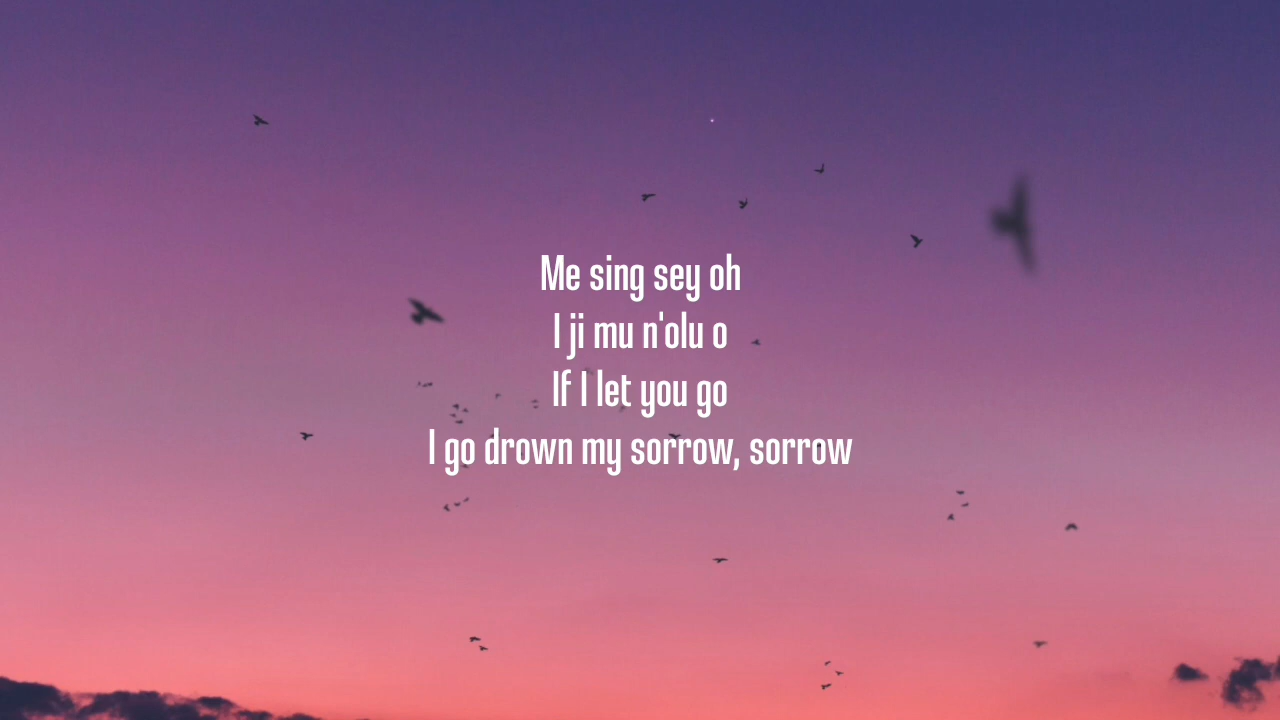 Me sing sey oh
I ji mu n'olu o
If I let you go
I go drown my sorrow, sorrow